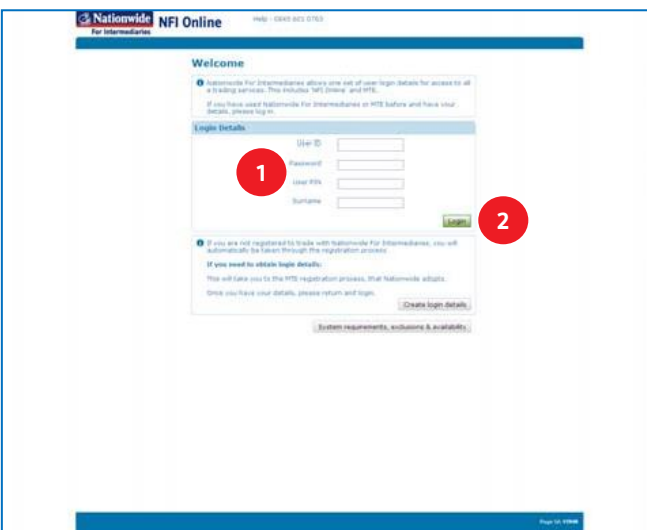 Nationwide
For Intermediaries
NFI Online
Help - 0845 601 0763
Welcome
Nationwide For Intermediaries allows one set of user login details for access to all
e trading services. This includes 'NFI Online' and MTE.
If you have used Nationwide For Intermediaries or MTE before and have your
details, please log in.
Login Details
User ID
Password
User PIN
Surname
1
Login
2
If you are not registered to trade with Nationwide For Intermediaries, you will
automatically be taken through the registration process.
If you need to obtain login details:
This will take you to the MTE registration process, that Nationwide adopts.
Once you have your details, please return and login.
Create login details
System requirements, exclusions & availability
Page Id: